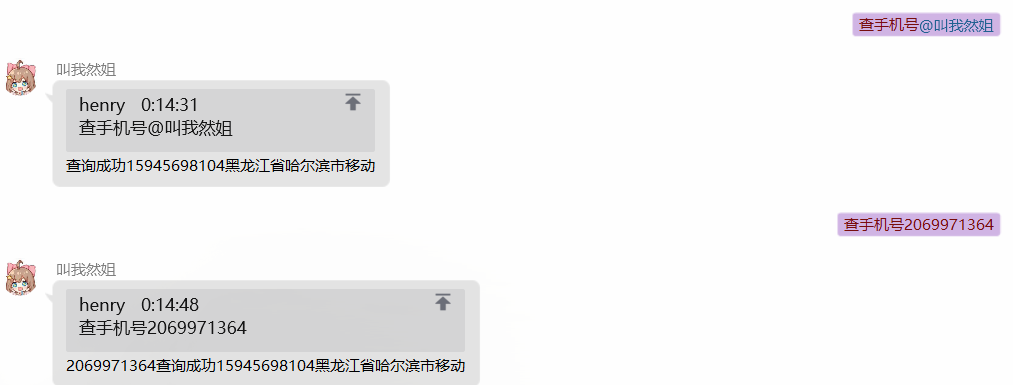 查手机号@叫我然姐
叫我然姐
henry 0:14:31
查手机号@叫我然姐
查询成功15945698104黑龙江省哈尔滨市移动
查手机号2069971364
叫我然姐
henry 0:14:48
查手机号2069971364
2069971364查询成功15945698104黑龙江省哈尔滨市移动